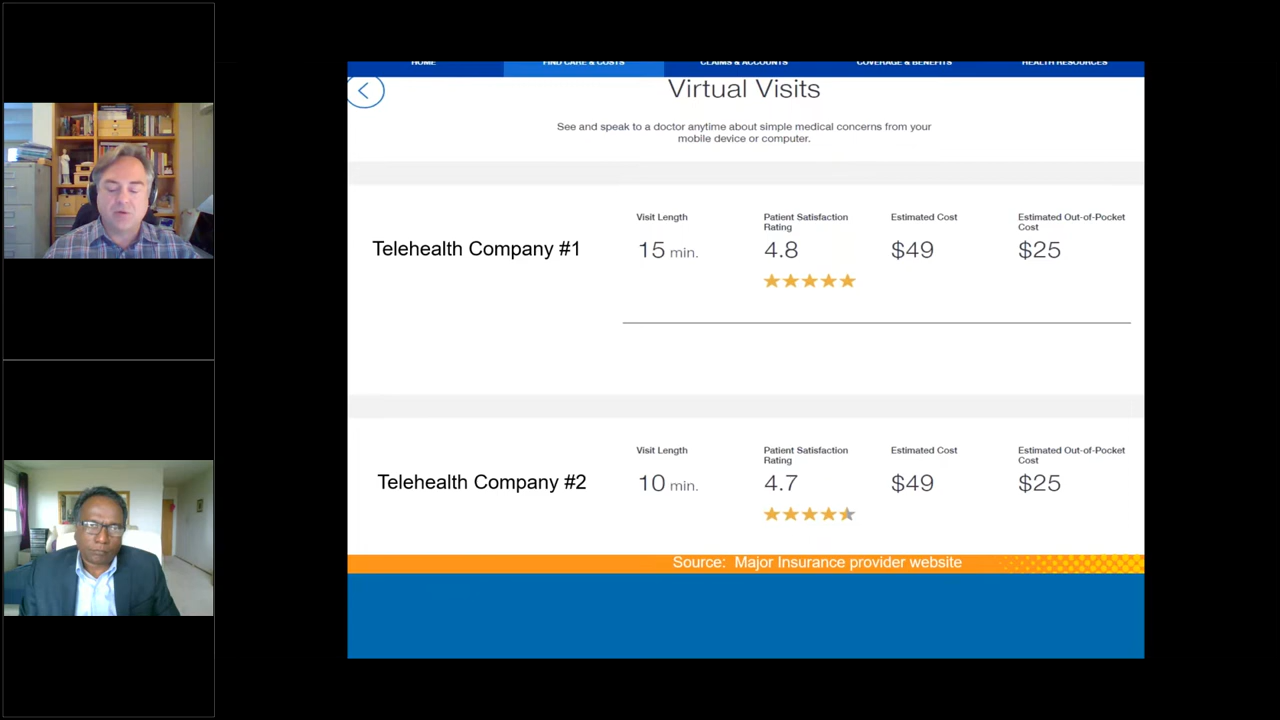 HOME FIND CARE & COSTS CLAIMS & ACCOUNTS COVERAGE & BENEFITS HEALTH RESOURCES
Virtual Visits
See and speak to a doctor anytime about simple medical concerns from your
mobile device or computer.
Telehealth Company #1
Visit Length
15 min.
Patient Satisfaction
Rating
4.8
Estimated Cost
$49
Estimated Out-of-Pocket
Cost
$25
Telehealth Company #2
Visit Length
10 min.
Patient Satisfaction
Rating
4.7
Estimated Cost
$49
Estimated Out-of-Pocket
Cost
$25
Source: Major Insurance provider website